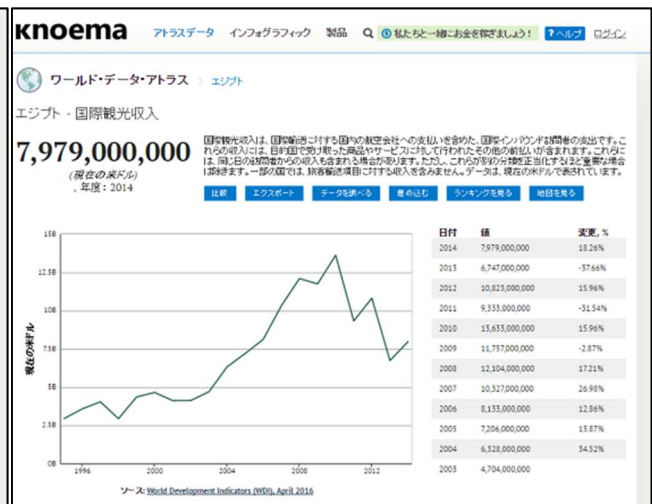 knoema アトラスデータ インフォグラフィック 製品 私たちと一緒にお金を稼ぎましょう! ? ヘルプ ログイン
ワールド・データ・アトラス > エジプト
エジプト - 国際観光収入
7,979,000,000
(現在の米ドル)
、年度 : 2014
国際観光収入は、国際輸送に対する国内の航空会社への支払いを含めた、国際インバウンド訪問者の支出です。こ
れらの収入には、目的国で受け取った商品やサービスに対して行われたその他の前払いが含まれます。これらに
は、同じ日の訪問者からの収入も含まれる場合があります。ただし、これらが別の分類を正当化するほど重要な場合
は除きます。一部の国では、旅客輸送項目に対する収入を含みません。データは、現在の米ドルで表されています。
比較 エクスポート データを調べる 差め込む ランキングを見る 地図を見る
日付 値 変更, %
2014 7,979,000,000 18.26%
2013 6,747,000,000 -37.66%
2012 10,823,000,000 15.96%
2011 9,333,000,000 -31.54%
2010 13,633,000,000 15.96%
2009 11,757,000,000 -2.87%
2008 12,104,000,000 17.21%
2007 10,327,000,000 26.98%
2006 8,133,000,000 12.86%
2005 7,206,000,000 13.87%
2004 6,328,000,000 34.52%
2003 4,704,000,000
現在の米ドル
15B
12.5B
10B
7.5B
5B
2.5B
0B
1996 2000 2004 2008 2012
ソース: World Development Indicators (WDI), April 2016